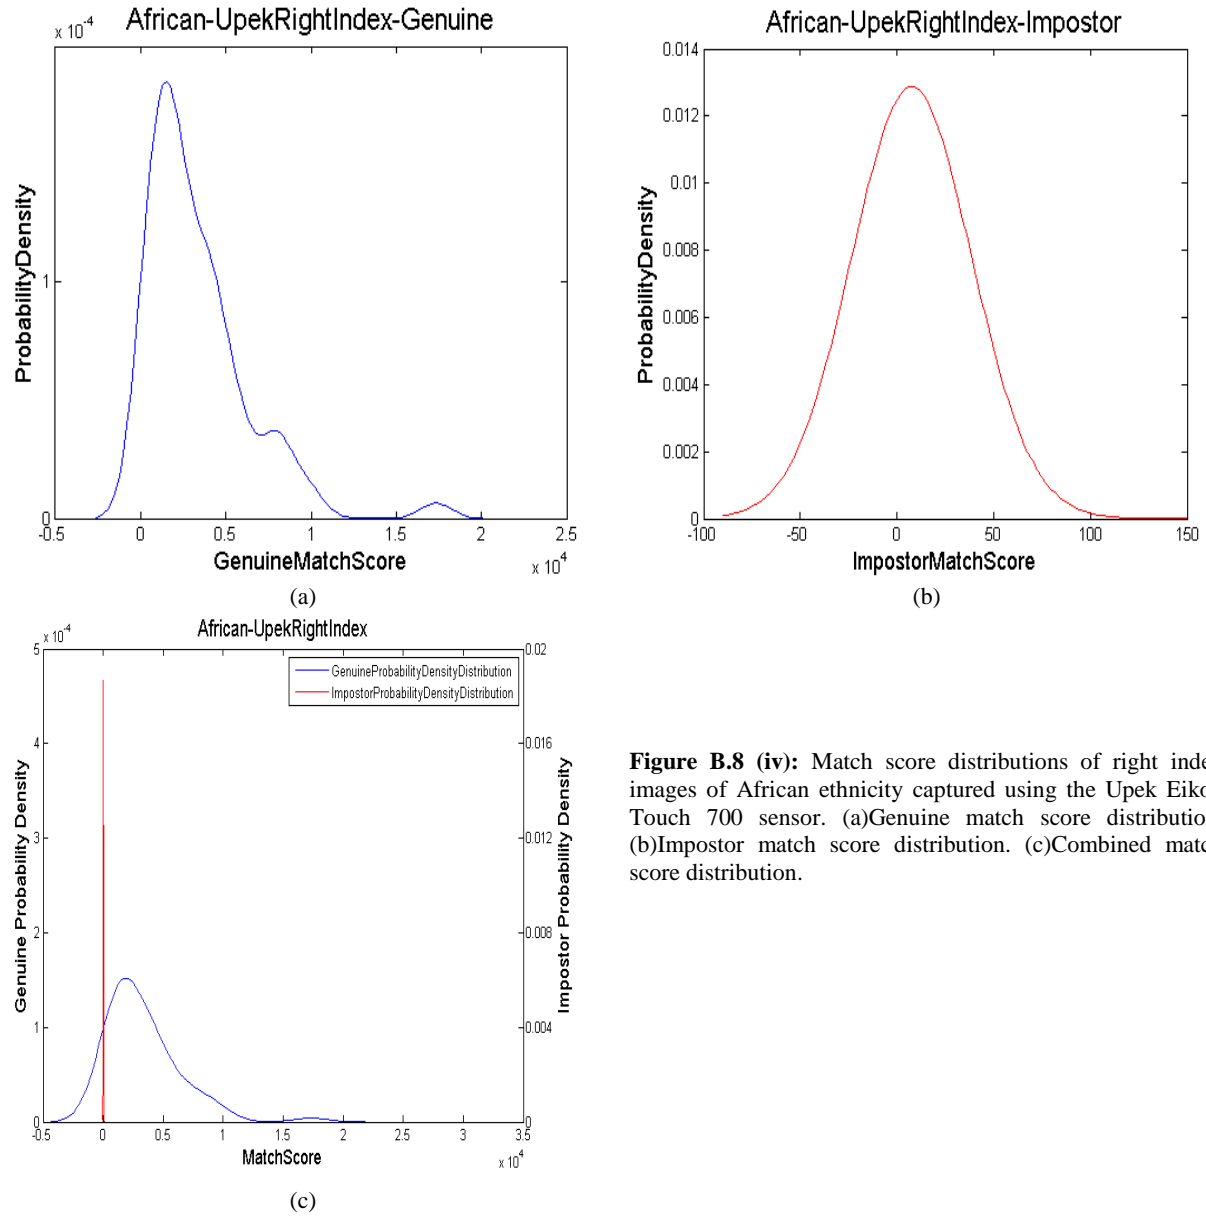 African-UpekRightIndex-Genuine
x 10^-4
ProbabilityDensity
1
0
-0.5 0 0.5 1 1.5 2 2.5
x 10^4
GenuineMatchScore
(a)
African-UpekRightIndex-Impostor
ProbabilityDensity
0.014
0.012
0.01
0.008
0.006
0.004
0.002
0
-100 -50 0 50 100 150
ImpostorMatchScore
(b)
African-UpekRightIndex
x 10^-4
GenuineProbabilityDensityDistribution
ImpostorProbabilityDensityDistribution
Genuine Probability Density
5
4
3
2
1
0
Impostor Probability Density
0.02
0.016
0.012
0.008
0.004
0
-0.5 0 0.5 1 1.5 2 2.5 3 3.5
x 10^4
MatchScore
(c)
Figure B.8 (iv): Match score distributions of right inde
images of African ethnicity captured using the Upek Eiko
Touch 700 sensor. (a)Genuine match score distributio
(b)Impostor match score distribution. (c)Combined matc
score distribution.